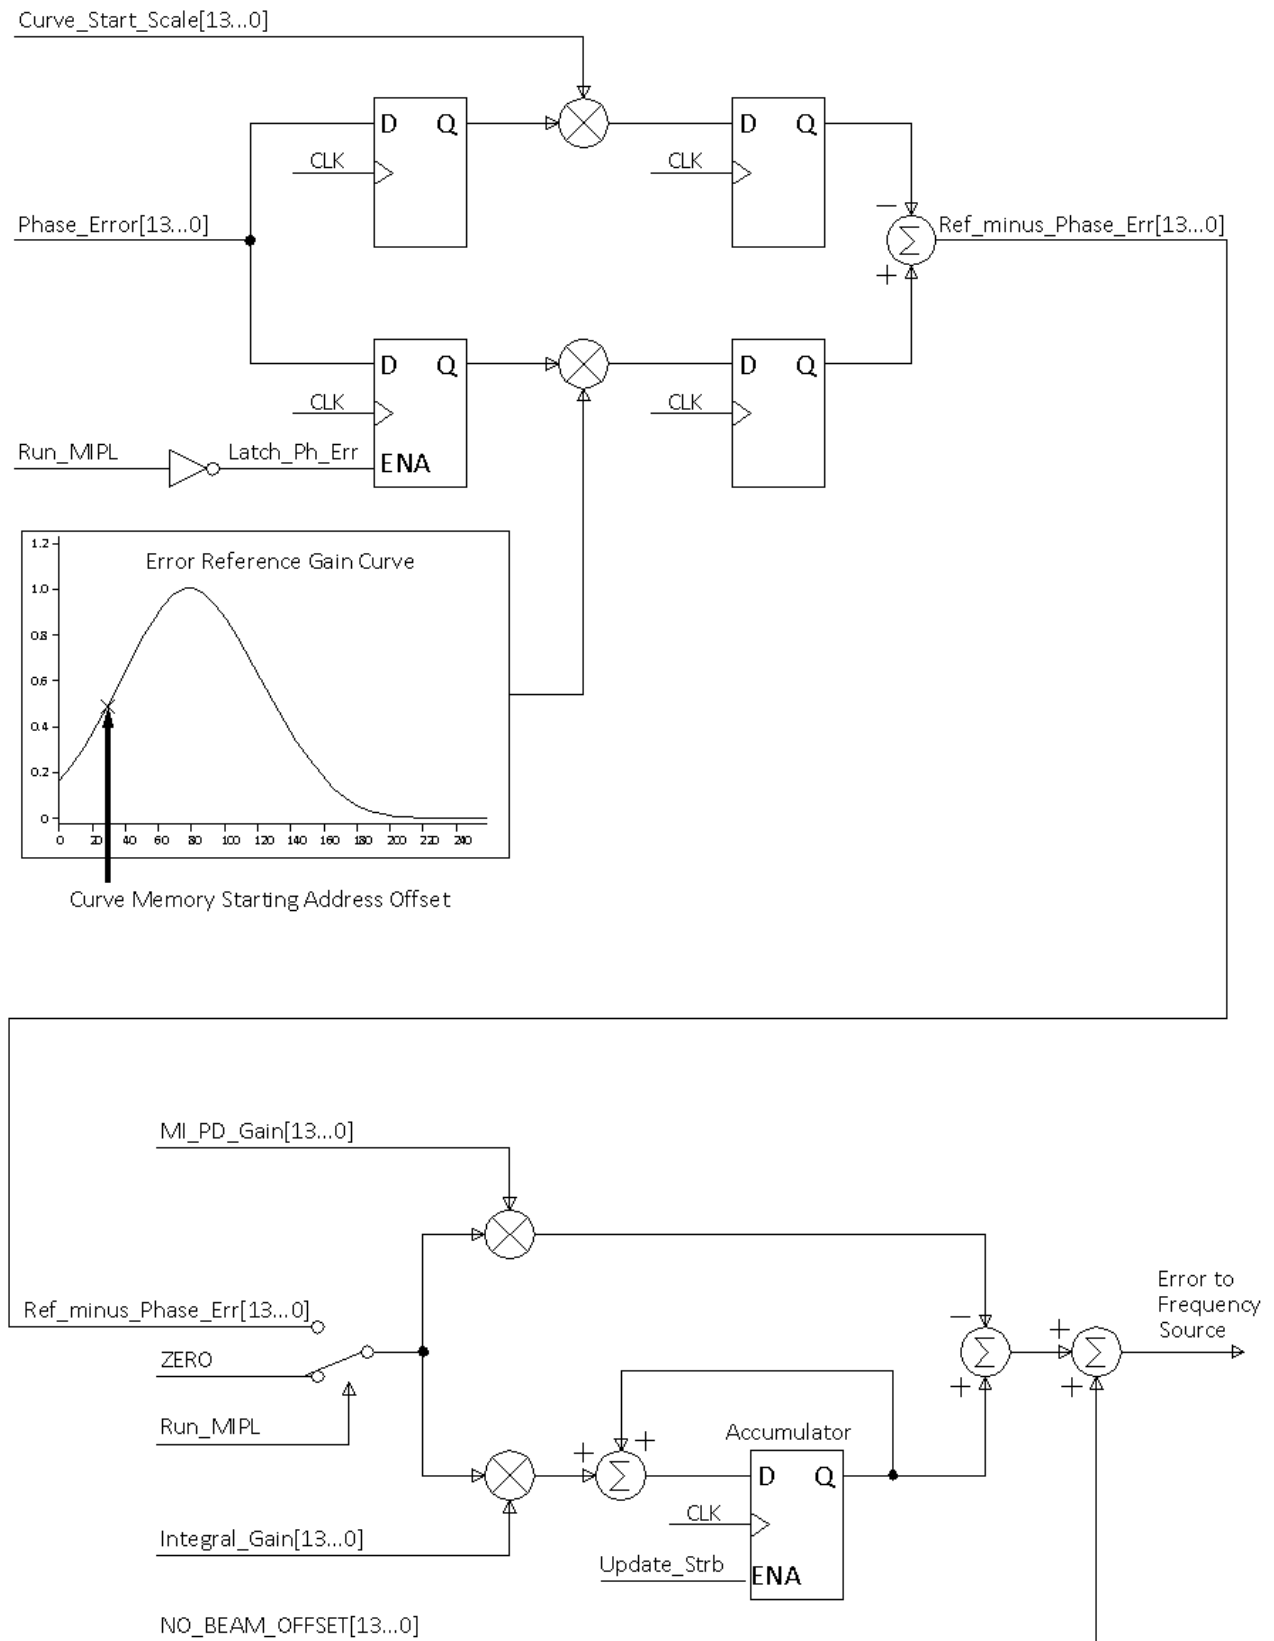 Curve_Start_Scale[13...0]
D Q
D Q
CLK
CLK
Phase_Error[13...0]
−
Ref_minus_Phase_Err[13...0]
Σ
+
D Q
D Q
CLK
CLK
Run_MIPL
Latch_Ph_Err
ENA
Error Reference Gain Curve
1.2
1.0
0.8
0.6
0.4
0.2
0
0 20 40 60 80 100 120 140 160 180 200 220 240
Curve Memory Starting Address Offset
MI_PD_Gain[13...0]
Ref_minus_Phase_Err[13...0]
Error to
Frequency
Source
−
+
ZERO
Σ
Σ
+
+
Run_MIPL
Accumulator
+
+
Σ
D Q
CLK
Integral_Gain[13...0]
Update_Strb
ENA
NO_BEAM_OFFSET[13...0]